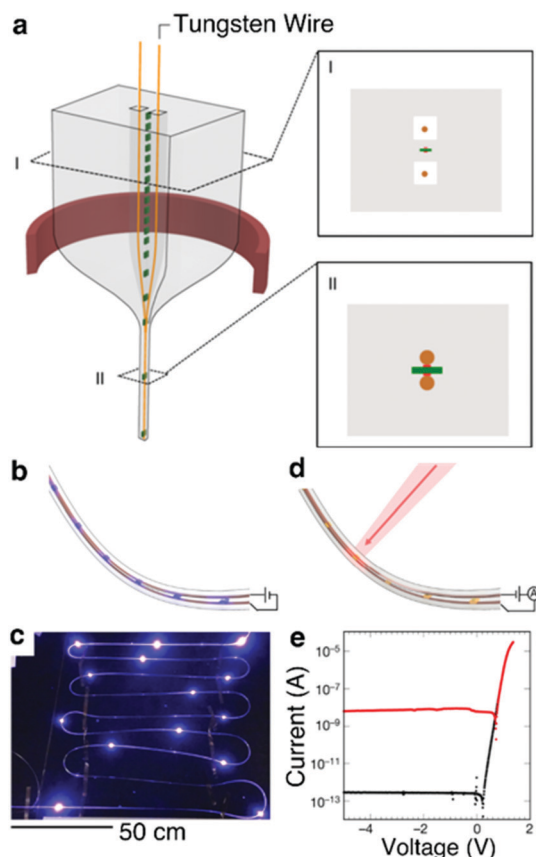 a
Tungsten Wire
I
I
II
II
b
d
A
c
50 cm
e
Current (A)
10⁻⁵
10⁻⁷
10⁻⁹
10⁻¹¹
10⁻¹³
-4
-2
0
2
Voltage (V)